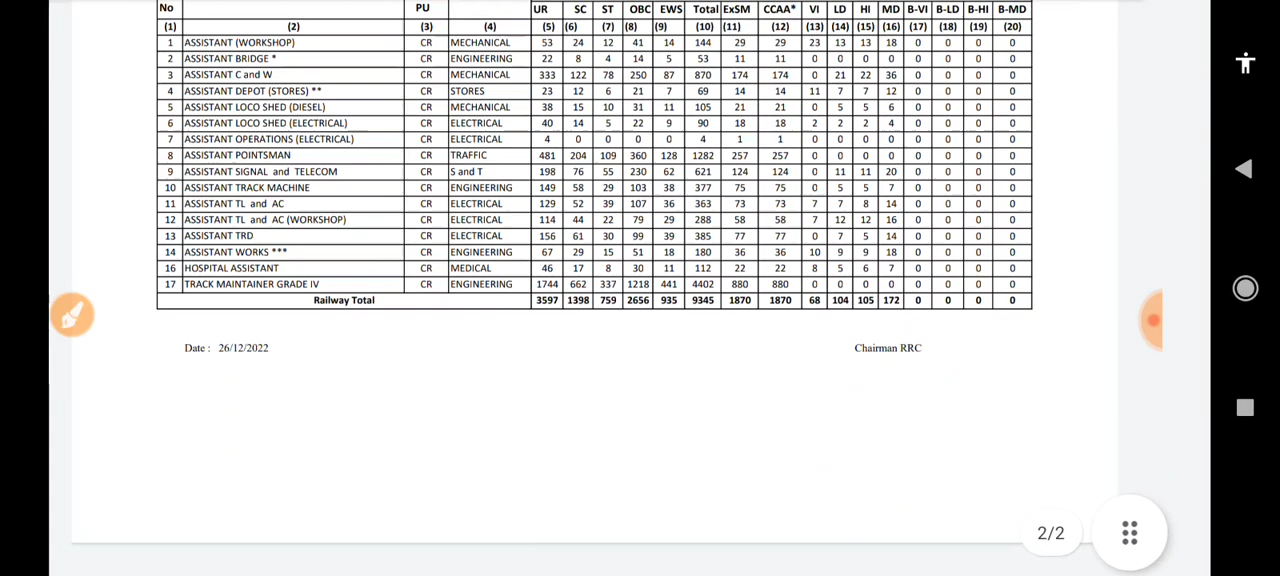 No PU UR SC ST OBC EWS Total ExSM CCAA* VI LD HI MD B-VI B-LD B-HI B-MD
(1) (2) (3) (4) (5) (6) (7) (8) (9) (10) (11) (12) (13) (14) (15) (16) (17) (18) (19) (20)
1 ASSISTANT (WORKSHOP) CR MECHANICAL 53 24 12 41 14 144 29 29 23 13 13 18 0 0 0 0
2 ASSISTANT BRIDGE * CR ENGINEERING 22 8 4 14 5 53 11 11 0 0 0 0 0 0 0 0
3 ASSISTANT C and W CR MECHANICAL 333 122 78 250 87 870 174 174 0 21 22 36 0 0 0 0
4 ASSISTANT DEPOT (STORES) ** CR STORES 23 12 6 21 7 69 14 14 11 7 7 12 0 0 0 0
5 ASSISTANT LOCO SHED (DIESEL) CR MECHANICAL 38 15 10 31 11 105 21 21 0 5 5 6 0 0 0 0
6 ASSISTANT LOCO SHED (ELECTRICAL) CR ELECTRICAL 40 14 5 22 9 90 18 18 2 2 2 4 0 0 0 0
7 ASSISTANT OPERATIONS (ELECTRICAL) CR ELECTRICAL 4 0 0 0 0 4 1 1 0 0 0 0 0 0 0 0
8 ASSISTANT POINTSMAN CR TRAFFIC 481 204 109 360 128 1282 257 257 0 0 0 0 0 0 0 0
9 ASSISTANT SIGNAL and TELECOM CR S and T 198 76 55 230 62 621 124 124 0 11 11 20 0 0 0 0
10 ASSISTANT TRACK MACHINE CR ENGINEERING 149 58 29 103 38 377 75 75 0 5 5 7 0 0 0 0
11 ASSISTANT TL and AC CR ELECTRICAL 129 52 39 107 36 363 73 73 7 7 8 14 0 0 0 0
12 ASSISTANT TL and AC (WORKSHOP) CR ELECTRICAL 114 44 22 79 29 288 58 58 7 12 12 16 0 0 0 0
13 ASSISTANT TRD CR ELECTRICAL 156 61 30 99 39 385 77 77 0 7 5 14 0 0 0 0
14 ASSISTANT WORKS *** CR ENGINEERING 67 29 15 51 18 180 36 36 10 9 9 18 0 0 0 0
16 HOSPITAL ASSISTANT CR MEDICAL 46 17 8 30 11 112 22 22 8 5 6 7 0 0 0 0
17 TRACK MAINTAINER GRADE IV CR ENGINEERING 1744 662 337 1218 441 4402 880 880 0 0 0 0 0 0 0 0
Railway Total 3597 1398 759 2656 935 9345 1870 1870 68 104 105 172 0 0 0 0
Date : 26/12/2022 Chairman RRC
2/2